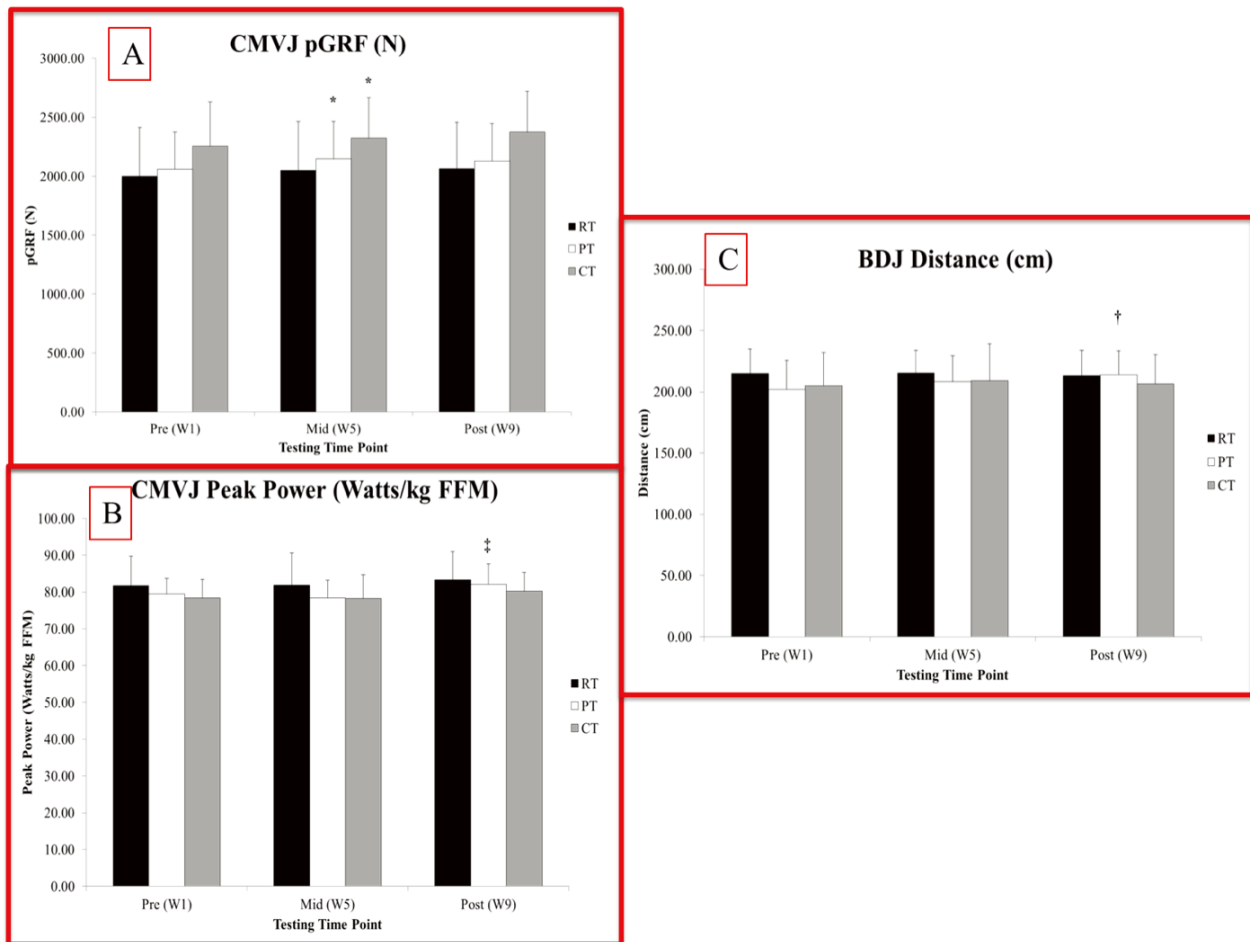 A
CMVJ pGRF (N)
3000.00
2500.00
2000.00
1500.00
1000.00
500.00
0.00
pGRF (N)
*
*
RT
PT
CT
Pre (W1)
Mid (W5)
Post (W9)
Testing Time Point
B
CMVJ Peak Power (Watts/kg FFM)
100.00
90.00
80.00
70.00
60.00
50.00
40.00
30.00
20.00
10.00
0.00
Peak Power (Watts/kg FFM)
‡
RT
PT
CT
Pre (W1)
Mid (W5)
Post (W9)
Testing Time Point
C
BDJ Distance (cm)
300.00
250.00
200.00
150.00
100.00
50.00
0.00
Distance (cm)
†
RT
PT
CT
Pre (W1)
Mid (W5)
Post (W9)
Testing Time Point